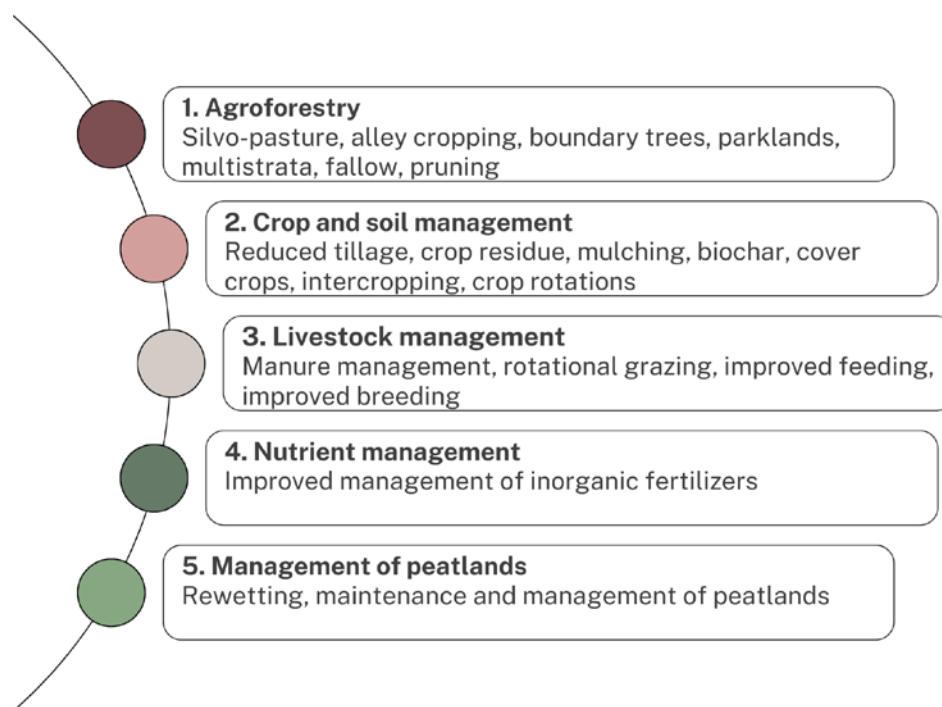 1. Agroforestry
Silvo-pasture, alley cropping, boundary trees, parklands,
multistrata, fallow, pruning
2. Crop and soil management
Reduced tillage, crop residue, mulching, biochar, cover
crops, intercropping, crop rotations
3. Livestock management
Manure management, rotational grazing, improved feeding,
improved breeding
4. Nutrient management
Improved management of inorganic fertilizers
5. Management of peatlands
Rewetting, maintenance and management of peatlands